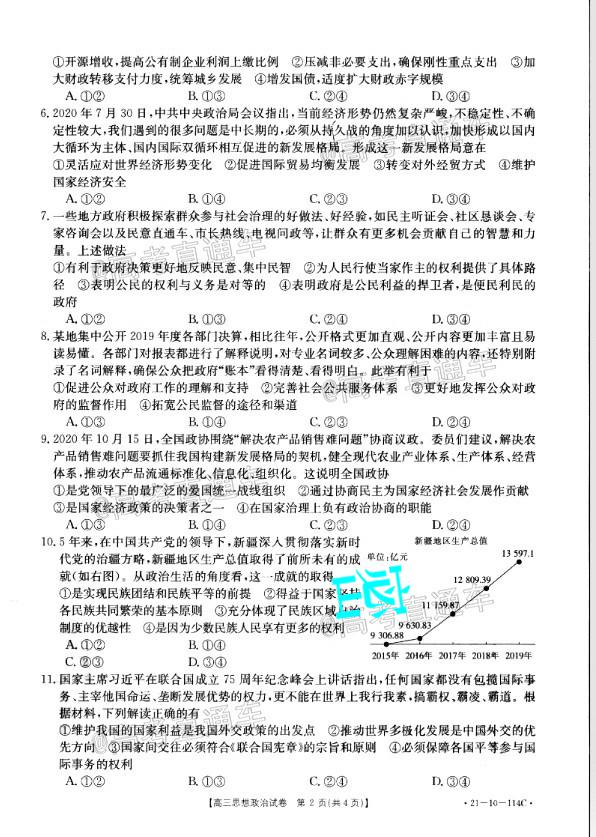 ①开源增收，提高公有制企业利润上缴比例　②压减非必要支出，确保刚性重点支出　③加
大财政转移支付力度，统筹城乡发展　④增发国债，适度扩大财政赤字规模
A.①②　B.①③　C.②④　D.③④
6.2020年7月30日，中共中央政治局会议指出，当前经济形势仍然复杂严峻，不稳定性、不确
定性较大，我们遇到的很多问题是中长期的，必须从持久战的角度加以认识，加快形成以国内
大循环为主体、国内国际双循环相互促进的新发展格局。形成这一新发展格局意在
①灵活应对世界经济形势变化　②促进国际贸易均衡发展　③转变对外经贸方式　④维护
国家经济安全
A.①②　B.①④　C.②③　D.③④
7.一些地方政府积极探索群众参与社会治理的好做法、好经验，如民主听证会、社区恳谈会、专
家咨询会以及民意直通车、市长热线、电视问政等，让群众有更多机会贡献自己的智慧和力
量。上述做法
①有利于政府决策更好地反映民意、集中民智　②为人民行使当家作主的权利提供了具体路
径　③表明公民的权利与义务是对等的　④表明政府是公民利益的捍卫者，是便民利民的
政府
A.①②　B.①④　C.②③　D.③④
8.某地集中公开2019年度各部门决算，相比往年，公开格式更加直观、公开内容更加丰富且易
读易懂。各部门对报表都进行了解释说明，对专业名词较多、公众理解困难的内容，还特别附
录了名词解释，确保公众把政府“账本”看得清楚、看得明白。此举有利于
①促进公众对政府工作的理解和支持　②完善社会公共服务体系　③更好地发挥公众对政
府的监督作用　④拓宽公民监督的途径和渠道
A.①③　B.①④　C.②③　D.②④
9.2020年10月15日，全国政协围绕“解决农产品销售难问题”协商议政。委员们建议，解决农
产品销售难问题要抓住我国构建新发展格局的契机，健全现代农业产业体系、生产体系、经营
体系，推动农产品流通标准化、信息化、组织化。这说明全国政协
①是党领导下的最广泛的爱国统一战线组织　②通过协商民主为国家经济社会发展作贡献
③是国家经济政策的决策者之一　④在国家治理上负有政治协商的职能
A.①③　B.①④　C.②③　D.②④
10.5年来，在中国共产党的领导下，新疆深入贯彻落实新时
代党的治疆方略，新疆地区生产总值取得了前所未有的成
就（如右图）。从政治生活的角度看，这一成就的取得
①是实现民族团结和民族平等的前提　②得益于国家坚持
各民族共同繁荣的基本原则　③充分体现了民族区域自治
制度的优越性　④是因为少数民族人民享有更多的权利
A.①②　B.①④
C.②③　D.③④
新疆地区生产总值
单位：亿元
13 597.1
12 809.39
11 159.87
9 630.83
9 306.88
2015年 2016年 2017年 2018年 2019年
11.国家主席习近平在联合国成立75周年纪念峰会上讲话指出，任何国家都没有包揽国际事
务、主宰他国命运、垄断发展优势的权力，更不能在世界上我行我素，搞霸权、霸凌、霸道。根
据材料，下列解读正确的有
①维护我国的国家利益是我国外交政策的出发点　②推动世界多极化发展是中国外交的优
先方向　③国家间交往必须符合《联合国宪章》的宗旨和原则　④必须保障各国平等参与国
际事务的权利
A.①②　B.①③　C.②④　D.③④
【高三思想政治试卷　第2页（共4页）】
·21-10-114C·
@高考直通车